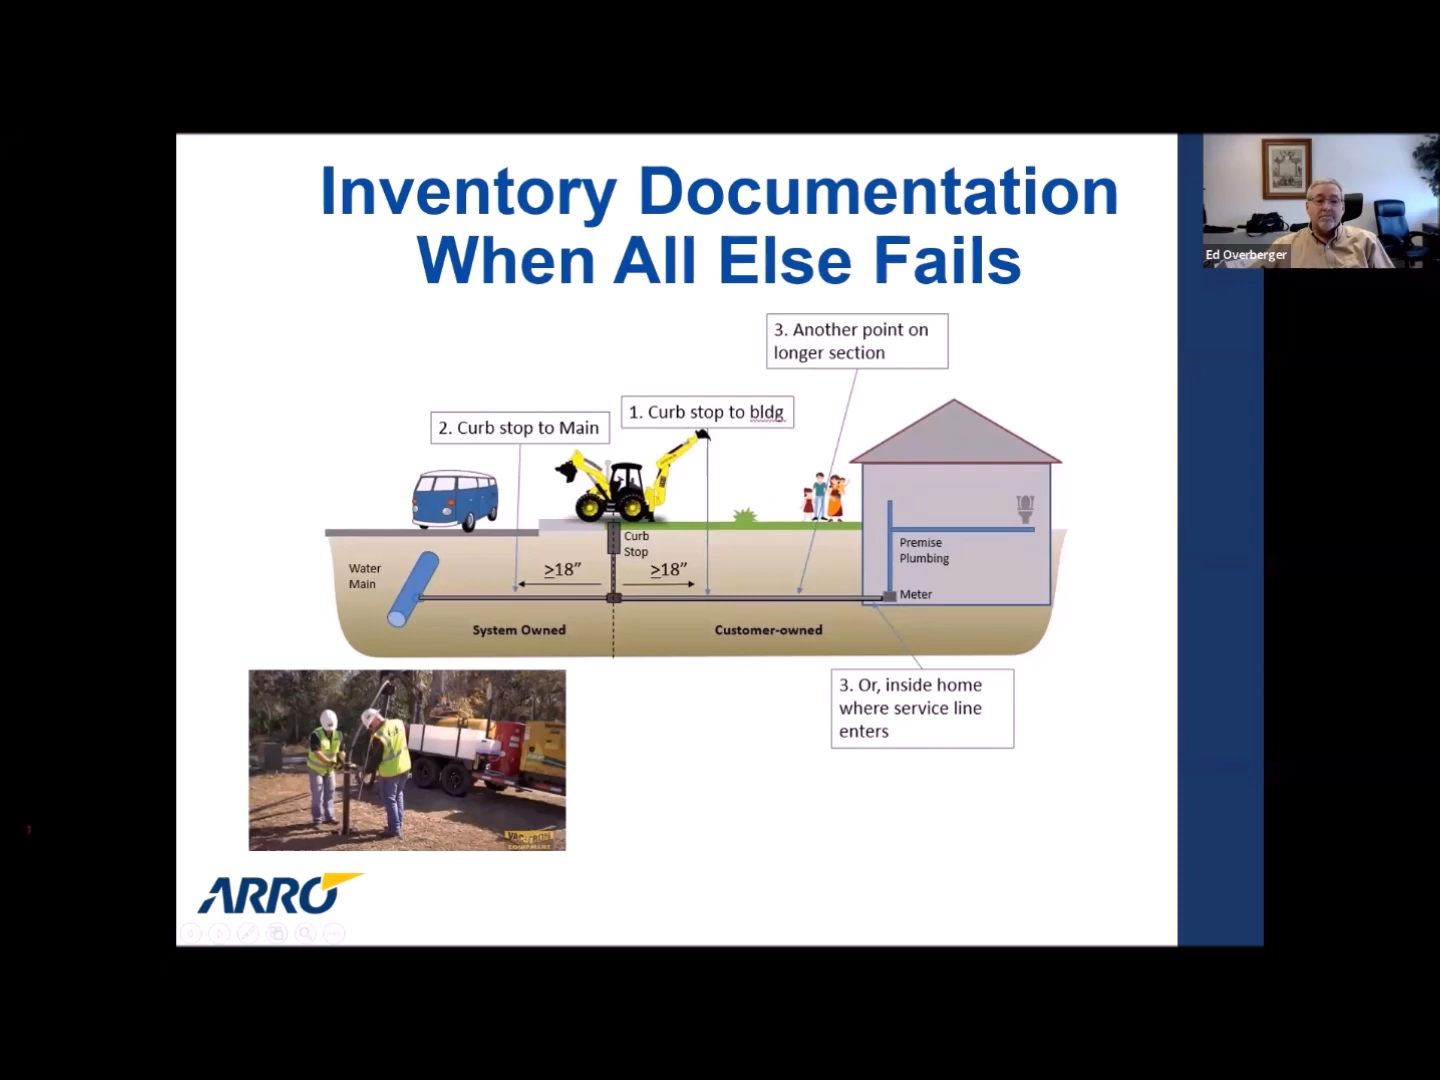 Inventory Documentation
When All Else Fails
Ed Overberger
3. Another point on
longer section
1. Curb stop to bldg
2. Curb stop to Main
Curb
Stop
Water
Main
≥18”
≥18”
Premise
Plumbing
Meter
System Owned
Customer-owned
3. Or, inside home
where service line
enters
VACTRON
EQUIPMENT
ARRO